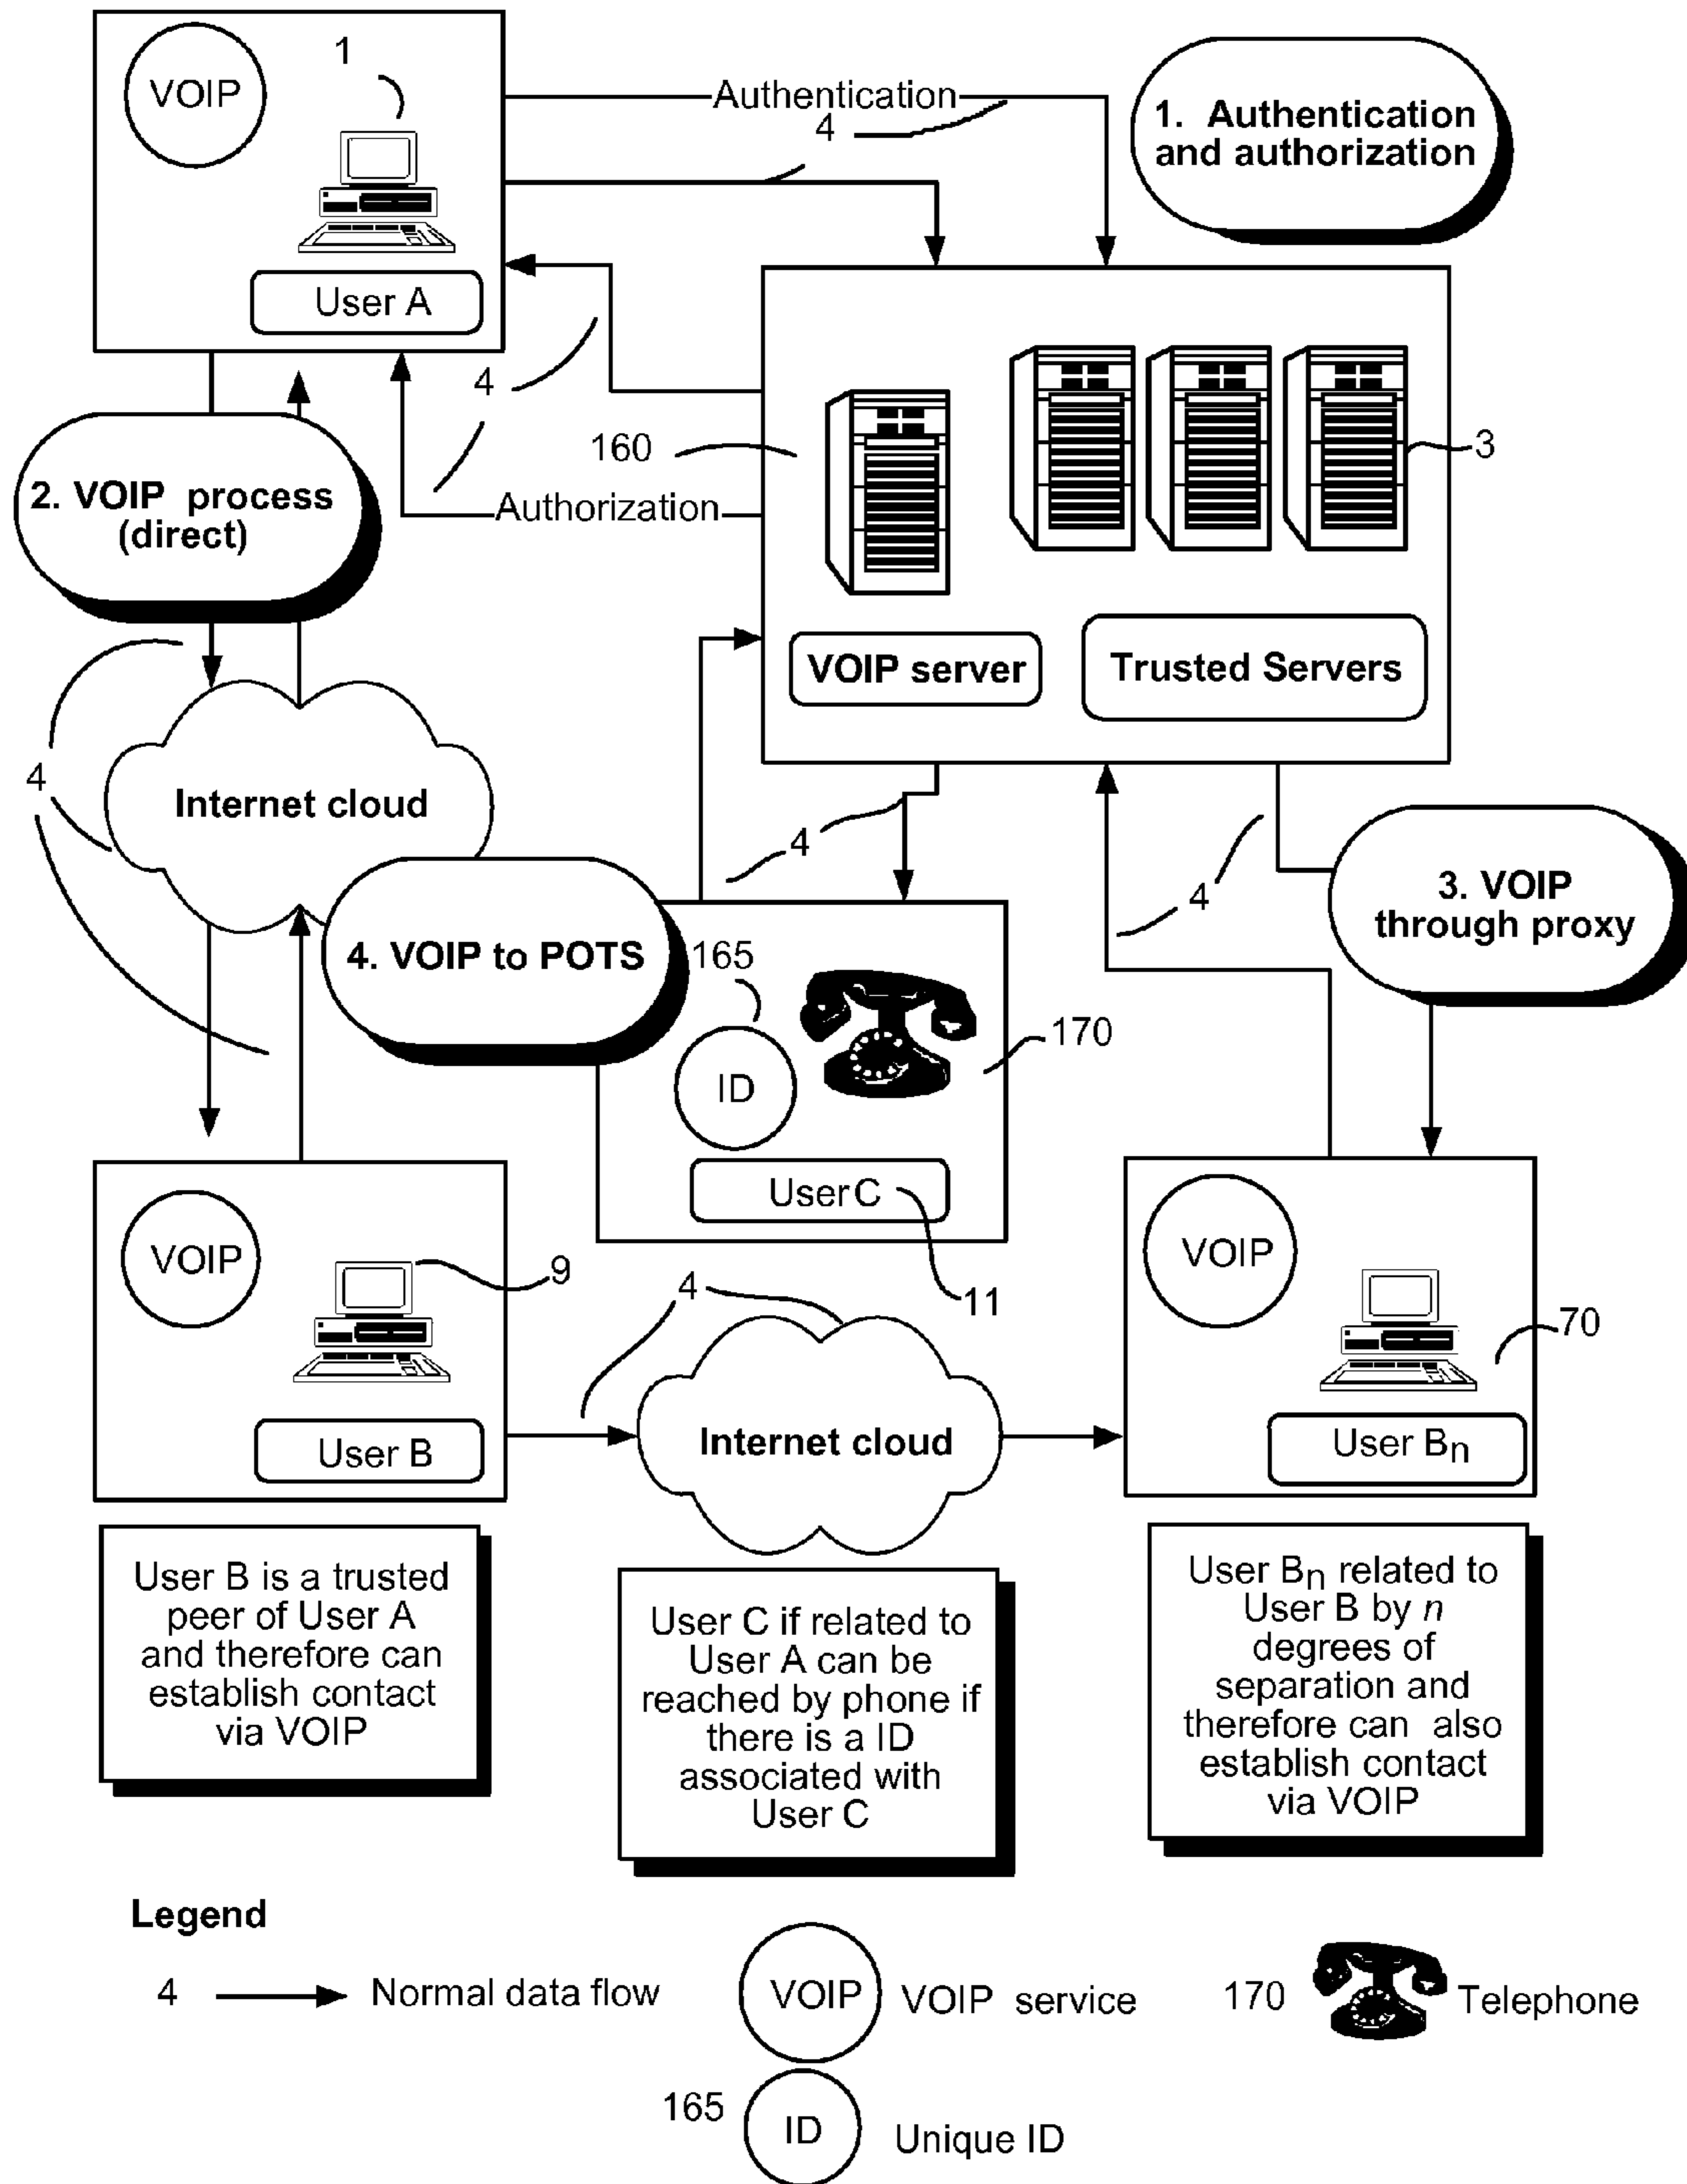 VOIP
1
User A
Authentication
4
1. Authentication
and authorization
4
160
3
Authorization
2. VOIP process
(direct)
VOIP server
Trusted Servers
4
Internet cloud
4
4
3. VOIP
through proxy
4. VOIP to POTS
165
ID
170
User C
11
VOIP
9
User B
4
Internet cloud
VOIP
70
User Bn
User B is a trusted
peer of User A
and therefore can
establish contact
via VOIP
User C if related to
User A can be
reached by phone if
there is a ID
associated with
User C
User Bn related to
User B by n
degrees of
separation and
therefore can also
establish contact
via VOIP
Legend
4 Normal data flow
VOIP VOIP service
170 Telephone
165 ID Unique ID